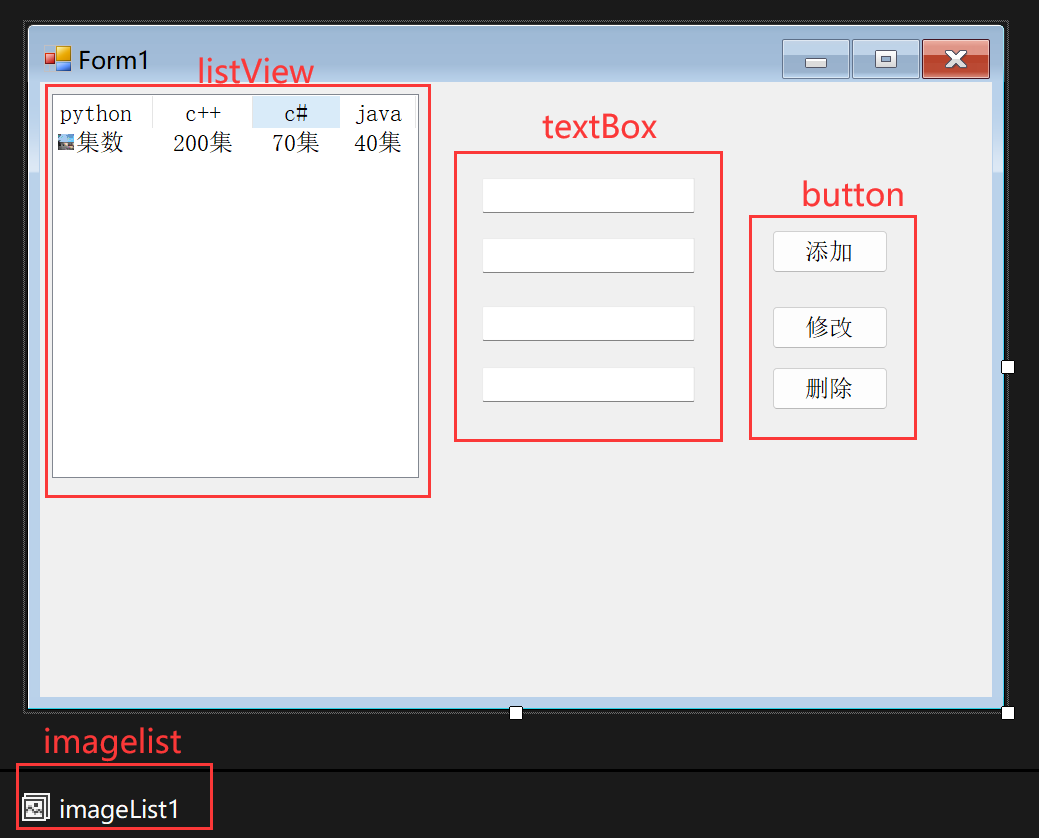 Form1
listView
python c++ c# java
集数 200集 70集 40集
textBox
button
添加
修改
删除
imagelist
imageList1